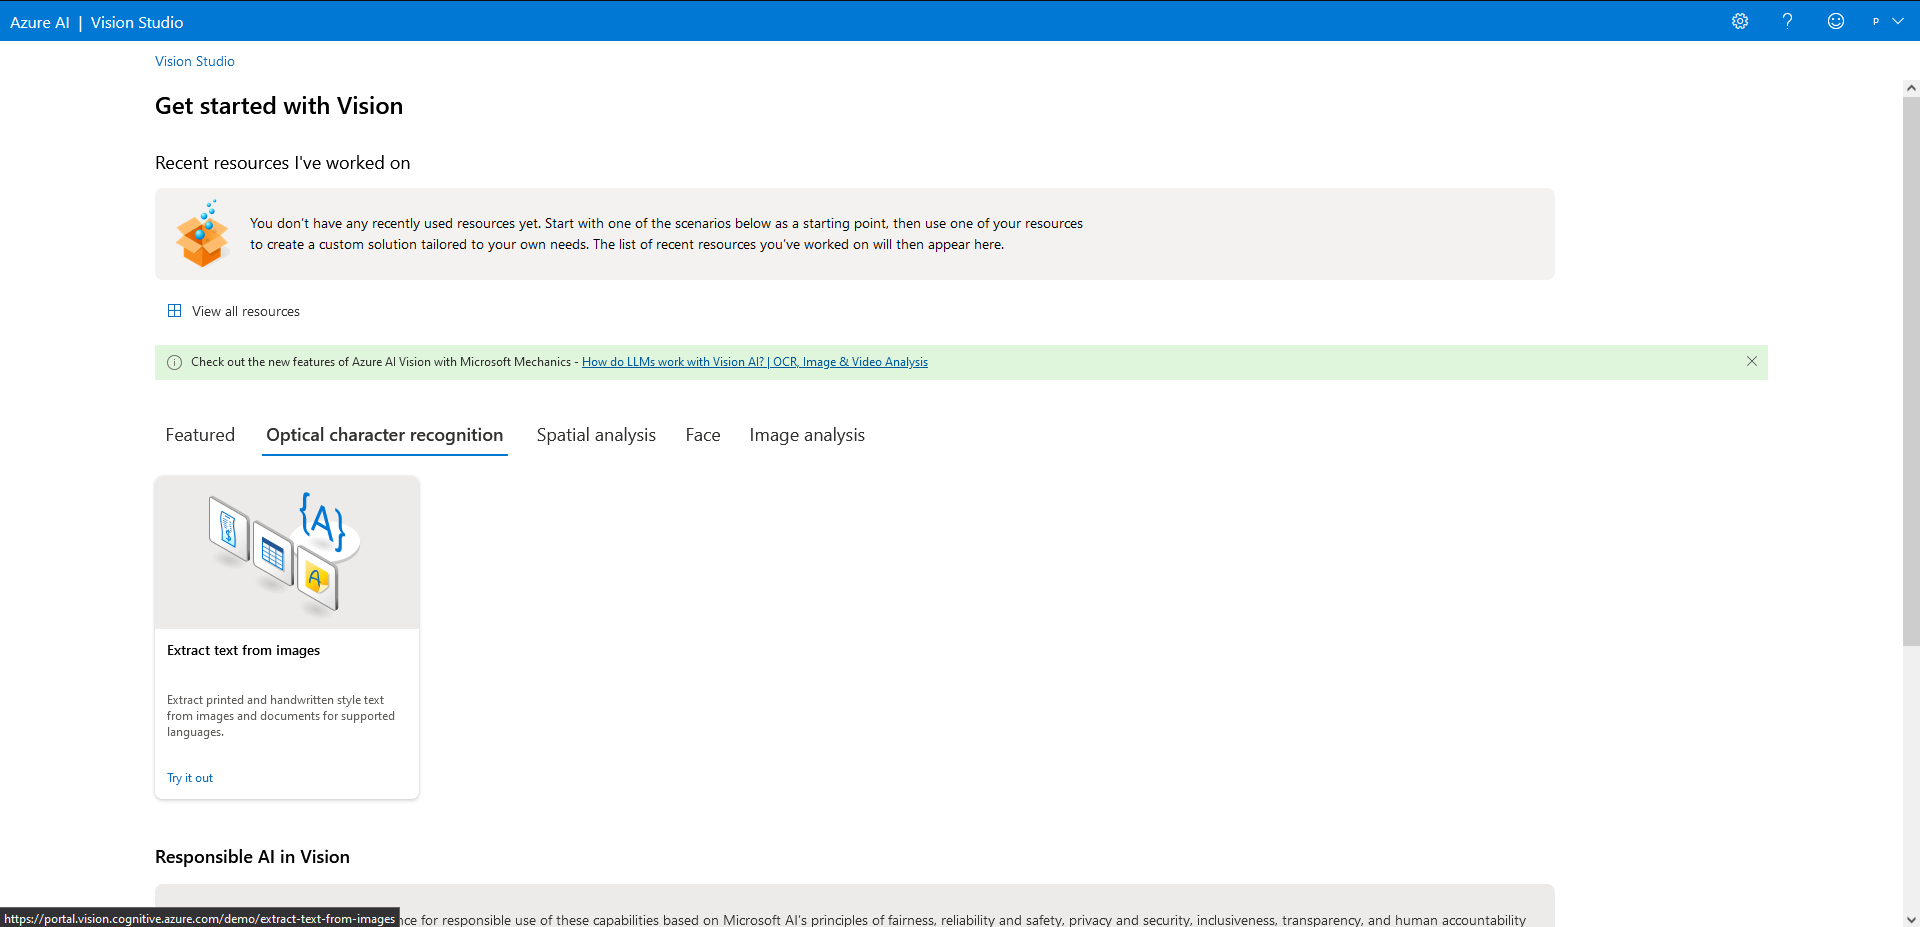 Azure AI | Vision Studio
P
Vision Studio
Get started with Vision
Recent resources I've worked on
You don't have any recently used resources yet. Start with one of the scenarios below as a starting point, then use one of your resources
to create a custom solution tailored to your own needs. The list of recent resources you've worked on will then appear here.
View all resources
Check out the new features of Azure AI Vision with Microsoft Mechanics - How do LLMs work with Vision AI? | OCR, Image & Video Analysis
Featured Optical character recognition Spatial analysis Face Image analysis
{A}
$
A
Extract text from images
Extract printed and handwritten style text
from images and documents for supported
languages.
Try it out
Responsible AI in Vision
https://portal.vision.cognitive.azure.com/demo/extract-text-from-images
for responsible use of these capabilities based on Microsoft AI's principles of fairness, reliability and safety, privacy and security, inclusiveness, transparency, and human accountability